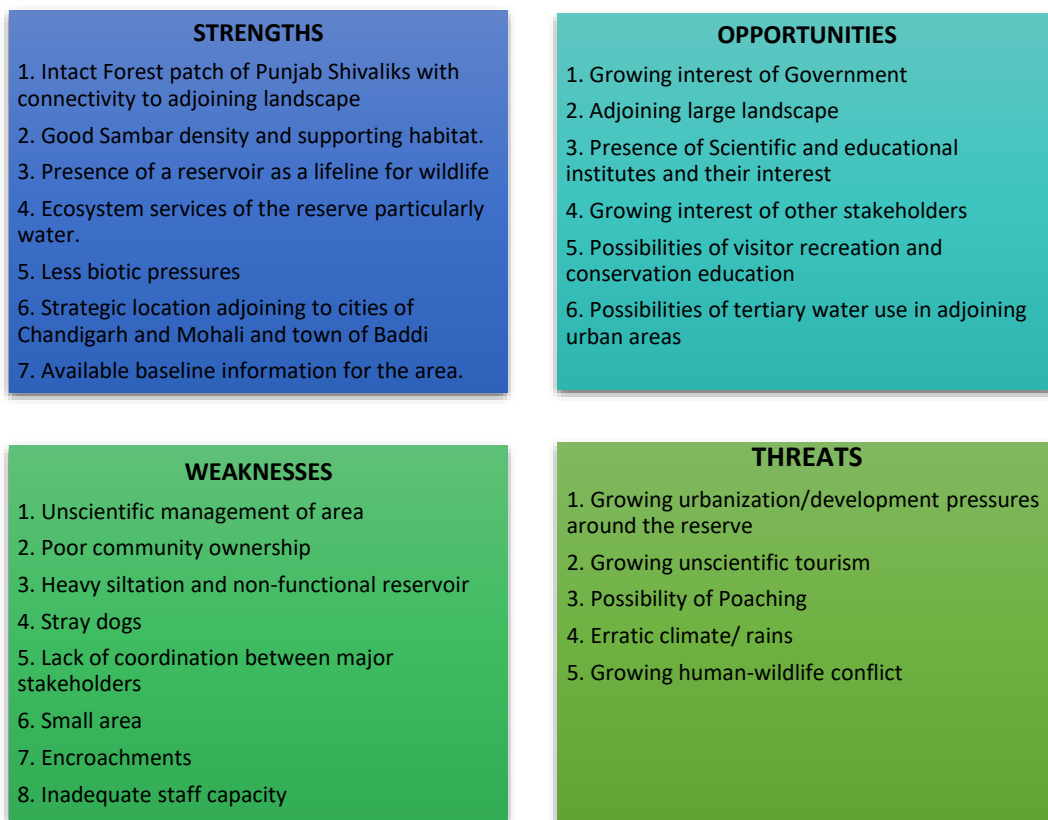 STRENGTHS
1. Intact Forest patch of Punjab Shivaliks with
connectivity to adjoining landscape
2. Good Sambar density and supporting habitat.
3. Presence of a reservoir as a lifeline for wildlife
4. Ecosystem services of the reserve particularly
water.
5. Less biotic pressures
6. Strategic location adjoining to cities of
Chandigarh and Mohali and town of Baddi
7. Available baseline information for the area.
OPPORTUNITIES
1. Growing interest of Government
2. Adjoining large landscape
3. Presence of Scientific and educational
institutes and their interest
4. Growing interest of other stakeholders
5. Possibilities of visitor recreation and
conservation education
6. Possibilities of tertiary water use in adjoining
urban areas
WEAKNESSES
1. Unscientific management of area
2. Poor community ownership
3. Heavy siltation and non-functional reservoir
4. Stray dogs
5. Lack of coordination between major
stakeholders
6. Small area
7. Encroachments
8. Inadequate staff capacity
THREATS
1. Growing urbanization/development pressures
around the reserve
2. Growing unscientific tourism
3. Possibility of Poaching
4. Erratic climate/ rains
5. Growing human-wildlife conflict